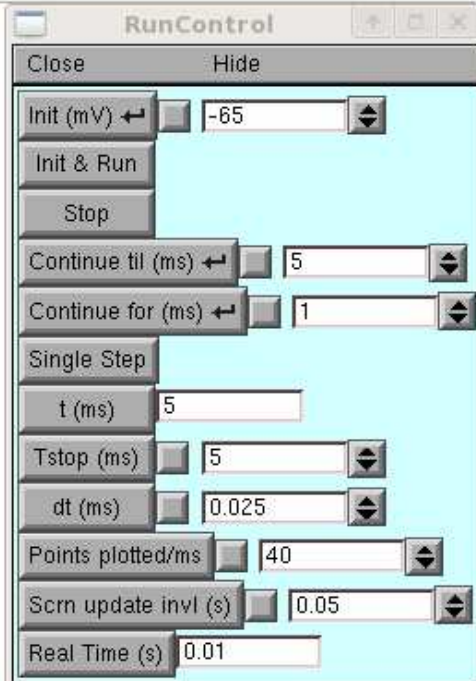 RunControl
Close Hide
Init (mV) -65
Init & Run
Stop
Continue til (ms) 5
Continue for (ms) 1
Single Step
t (ms) 5
Tstop (ms) 5
dt (ms) 0.025
Points plotted/ms 40
Scrn update invl (s) 0.05
Real Time (s) 0.01